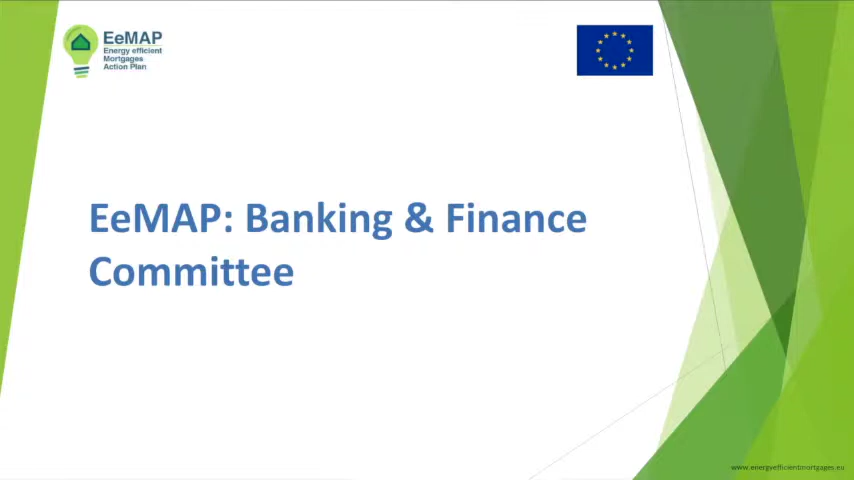 EeMAP
Energy efficient
Mortgages
Action Plan
EeMAP: Banking & Finance
Committee
www.energyefficientmortgages.eu